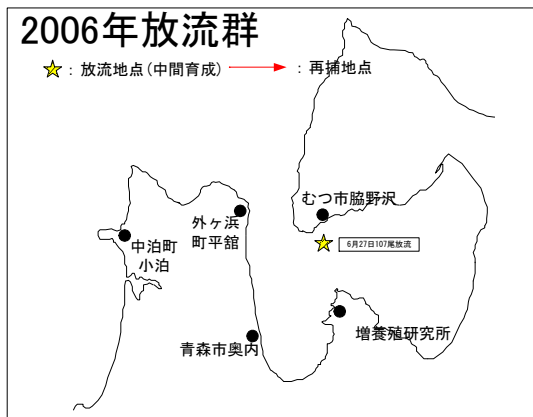 2006年放流群
☆ : 放流地点(中間育成) → : 再捕地点
むつ市脇野沢
外ヶ浜
町平舘
6月27日107尾放流
中泊町
小泊
増養殖研究所
青森市奥内